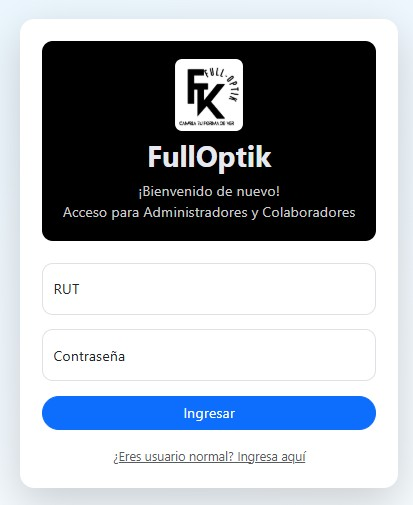 FULL-OPTIK
FTK
CAMBIA TU FORMA DE VER
FullOptik
¡Bienvenido de nuevo!
Acceso para Administradores y Colaboradores
RUT
Contraseña
Ingresar
¿Eres usuario normal? Ingresa aquí